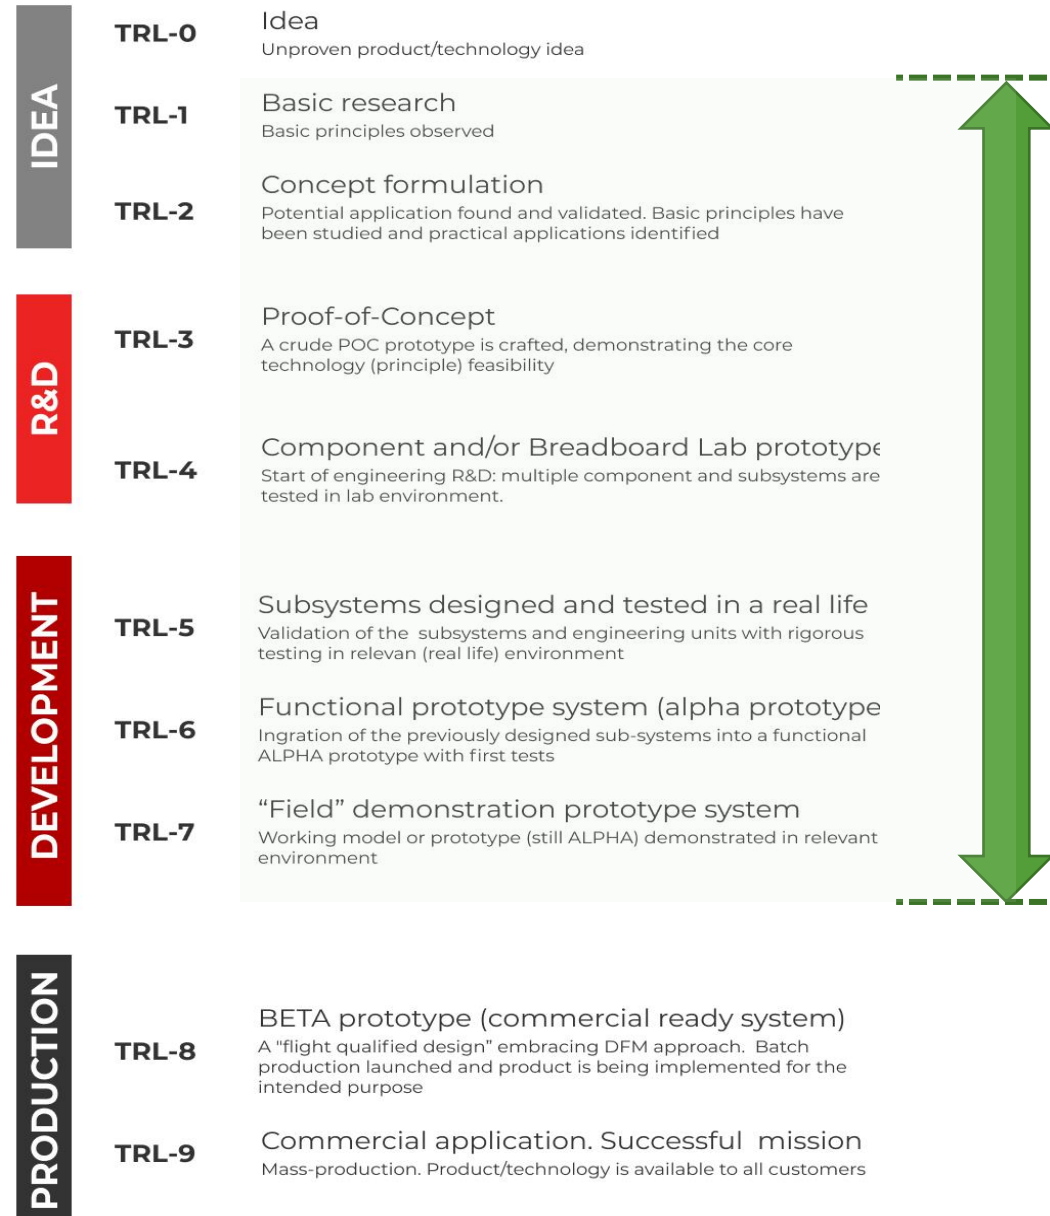 IDEA
TRL-0
Idea
Unproven product/technology idea
TRL-1
Basic research
Basic principles observed
TRL-2
Concept formulation
Potential application found and validated. Basic principles have
been studied and practical applications identified
R&D
TRL-3
Proof-of-Concept
A crude POC prototype is crafted, demonstrating the core
technology (principle) feasibility
TRL-4
Component and/or Breadboard Lab prototype
Start of engineering R&D: multiple component and subsystems are
tested in lab environment.
DEVELOPMENT
TRL-5
Subsystems designed and tested in a real life
Validation of the  subsystems and engineering units with rigorous
testing in relevan (real life) environment
TRL-6
Functional prototype system (alpha prototype
Ingration of the previously designed sub-systems into a functional
ALPHA prototype with first tests
TRL-7
“Field” demonstration prototype system
Working model or prototype (still ALPHA) demonstrated in relevant
environment
PRODUCTION
TRL-8
BETA prototype (commercial ready system)
A "flight qualified design” embracing DFM approach.  Batch
production launched and product is being implemented for the
intended purpose
TRL-9
Commercial application. Successful  mission
Mass-production. Product/technology is available to all customers